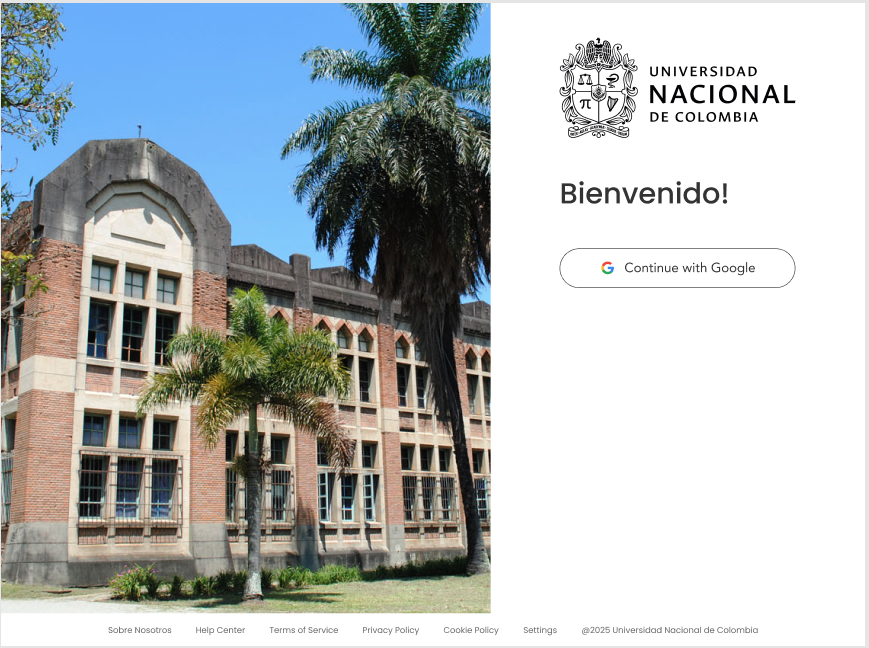 UNIVERSIDAD
NACIONAL
DE COLOMBIA
π
Bienvenido!
Continue with Google
Sobre Nosotros Help Center Terms of Service Privacy Policy Cookie Policy Settings @2025 Universidad Nacional de Colombia